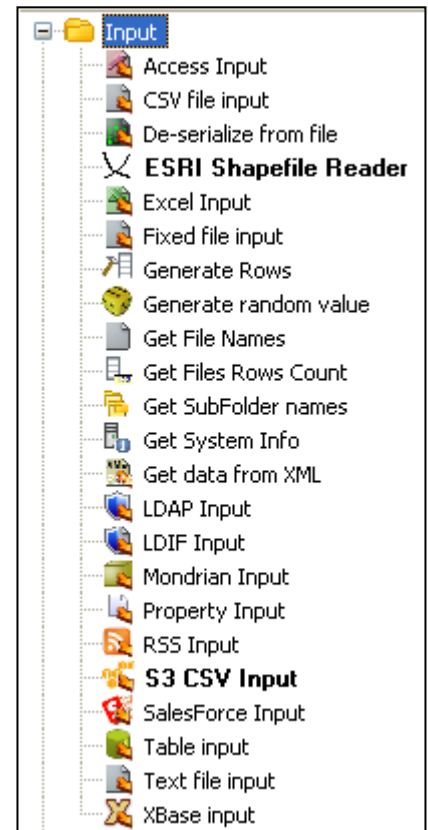 Input
Access Input
CSV file input
De-serialize from file
ESRI Shapefile Reader
Excel Input
Fixed file input
Generate Rows
Generate random value
Get File Names
Get Files Rows Count
Get SubFolder names
Get System Info
Get data from XML
LDAP Input
LDIF Input
Mondrian Input
Property Input
RSS Input
S3 CSV Input
SalesForce Input
Table input
Text file input
XBase input